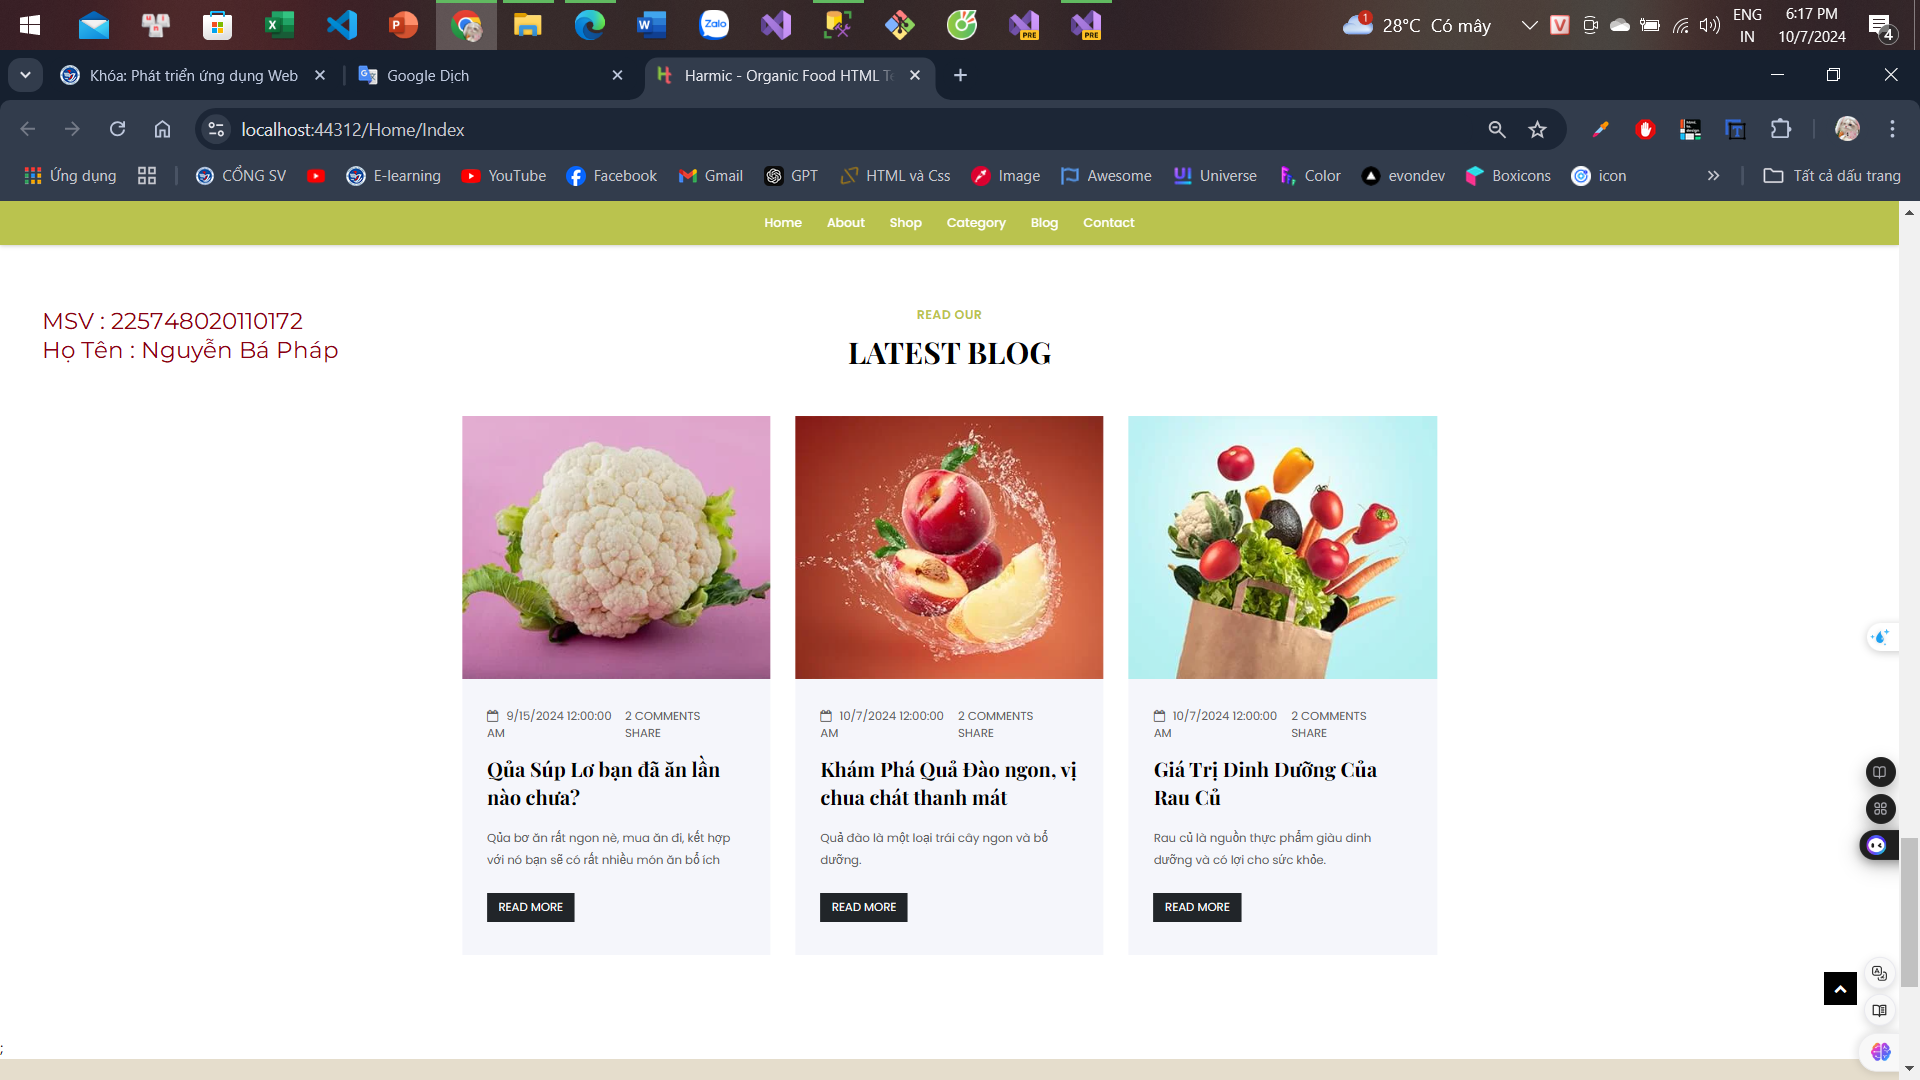 28°C Có mây
1
ENG
IN
6:17 PM
10/7/2024
4
Zalo
PRE
PRE
Khóa: Phát triển ứng dụng Web
Google Dịch
Harmic - Organic Food HTML Te
localhost:44312/Home/Index
Ứng dụng
CỔNG SV
E-learning
YouTube
Facebook
Gmail
GPT
HTML và Css
Image
Awesome
Universe
Color
evondev
Boxicons
icon
Tất cả dấu trang
Home About Shop Category Blog Contact
MSV : 225748020110172
Họ Tên : Nguyễn Bá Pháp
READ OUR
LATEST BLOG
9/15/2024 12:00:00
AM
2 COMMENTS
SHARE
Qủa Súp Lơ bạn đã ăn lần
nào chưa?
Qủa bơ ăn rất ngon nè, mua ăn đi, kết hợp
với nó bạn sẽ có rất nhiều món ăn bổ ích
READ MORE
10/7/2024 12:00:00
AM
2 COMMENTS
SHARE
Khám Phá Quả Đào ngon, vị
chua chát thanh mát
Quả đào là một loại trái cây ngon và bổ
dưỡng.
READ MORE
10/7/2024 12:00:00
AM
2 COMMENTS
SHARE
Giá Trị Dinh Dưỡng Của
Rau Củ
Rau củ là nguồn thực phẩm giàu dinh
dưỡng và có lợi cho sức khỏe.
READ MORE
;